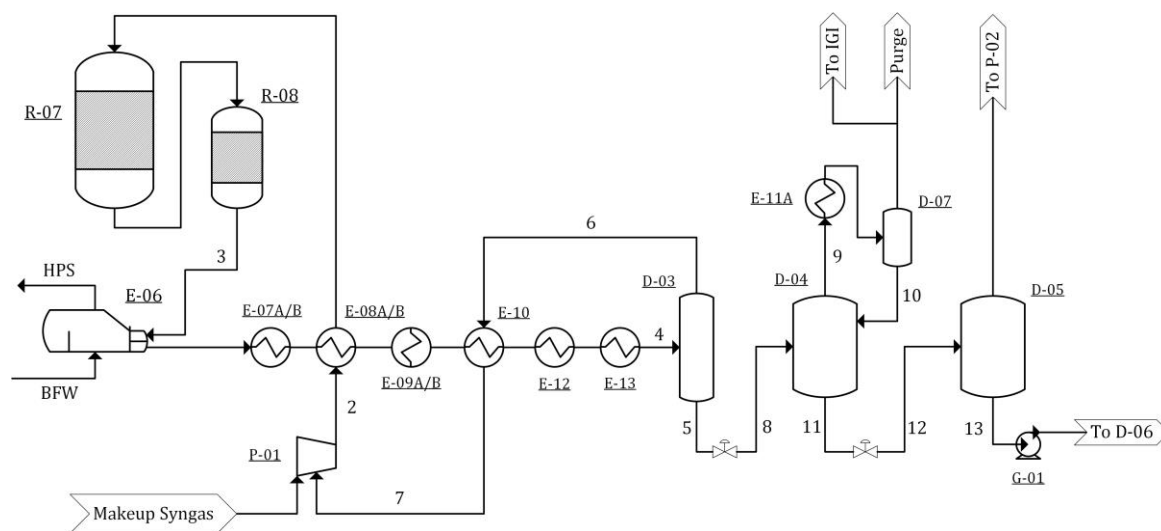 To IGI
Purge
To P-02
R-07
R-08
E-11A
D-07
6
3
9
HPS
E-06
D-03
D-04
10
D-05
E-07A/B
E-08A/B
E-10
4
E-09A/B
E-12
E-13
BFW
2
5
8
11
12
13
To D-06
P-01
G-01
7
Makeup Syngas